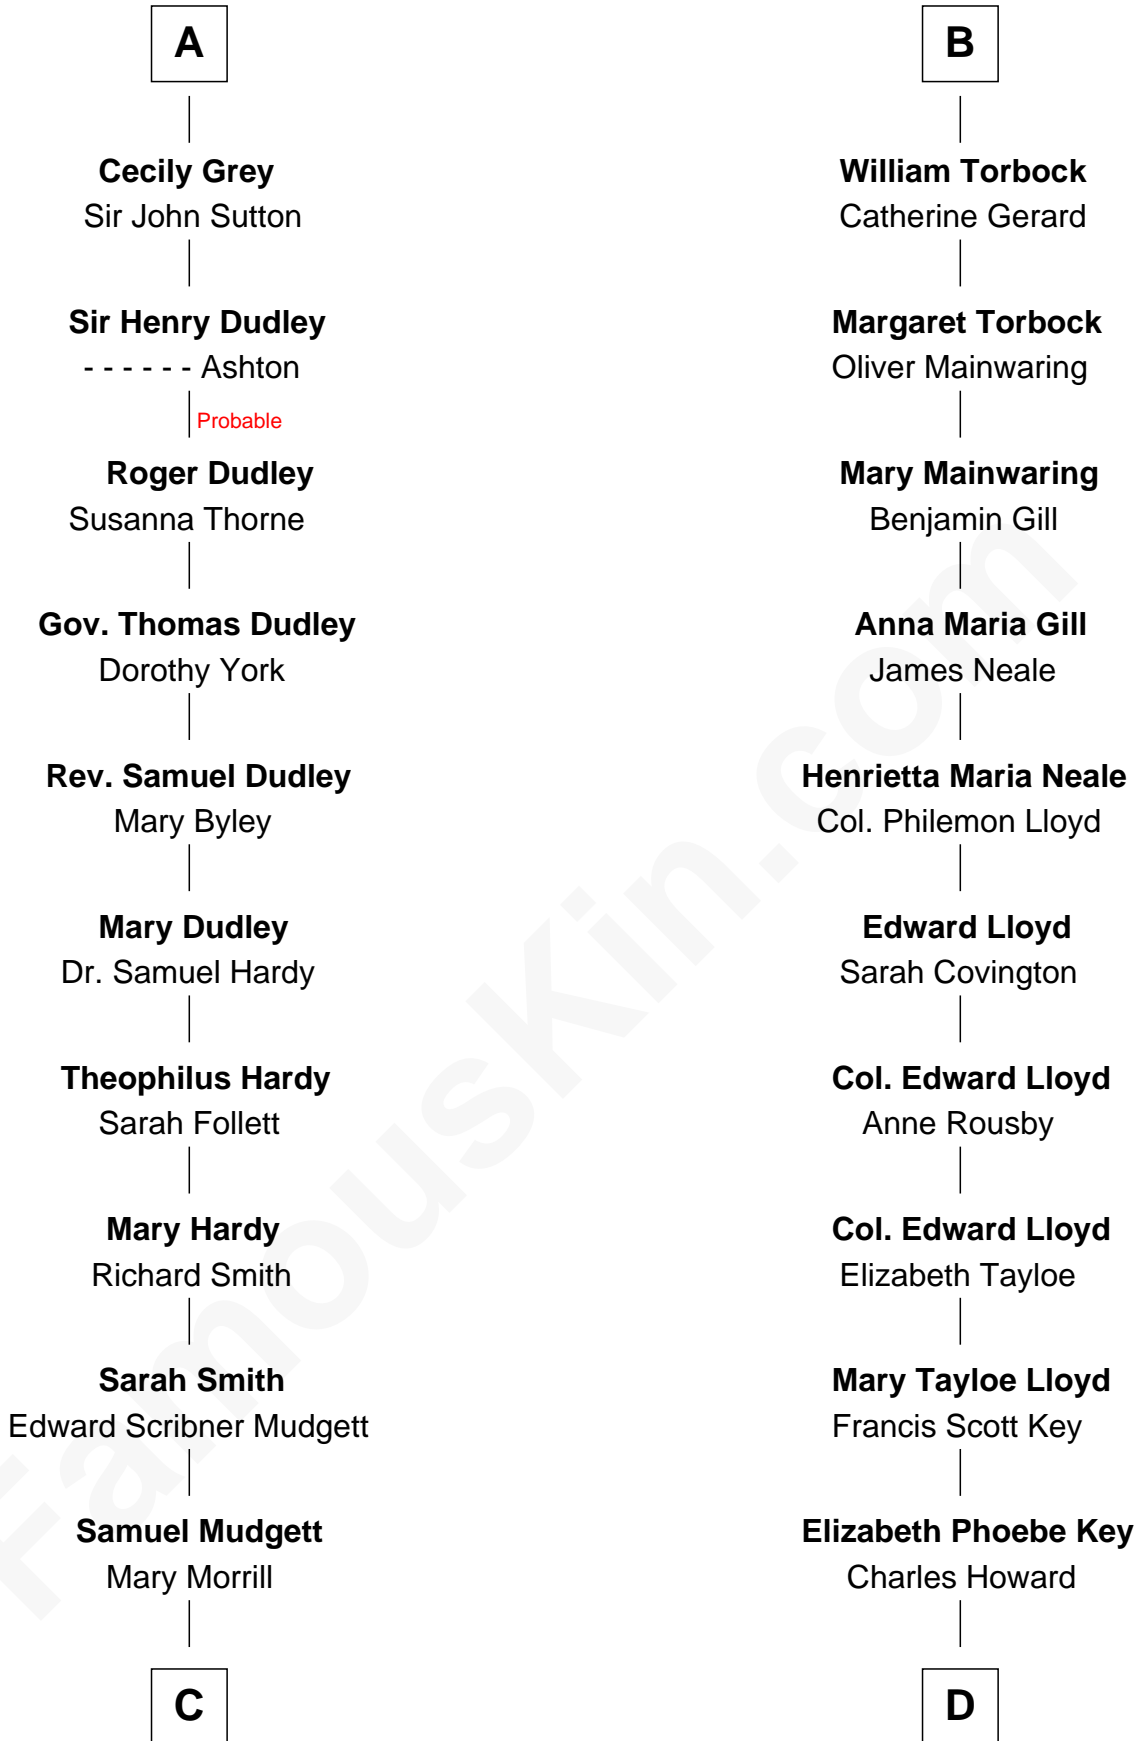 A
Cecily Grey
Sir John Sutton
Sir Henry Dudley
- - - - - - Ashton
Probable
Roger Dudley
Susanna Thorne
Gov. Thomas Dudley
Dorothy York
Rev. Samuel Dudley
Mary Byley
Mary Dudley
Dr. Samuel Hardy
Theophilus Hardy
Sarah Follett
Mary Hardy
Richard Smith
Sarah Smith
Edward Scribner Mudgett
Samuel Mudgett
Mary Morrill
C
B
William Torbock
Catherine Gerard
Margaret Torbock
Oliver Mainwaring
Mary Mainwaring
Benjamin Gill
Anna Maria Gill
James Neale
Henrietta Maria Neale
Col. Philemon Lloyd
Edward Lloyd
Sarah Covington
Col. Edward Lloyd
Anne Rousby
Col. Edward Lloyd
Elizabeth Tayloe
Mary Tayloe Lloyd
Francis Scott Key
Elizabeth Phoebe Key
Charles Howard
D
FamousKin.com